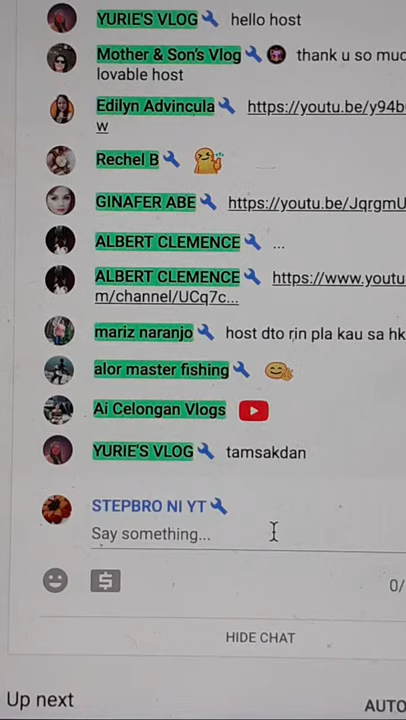 YURIE'S VLOG hello host
Mother & Son's Vlog thank u so muc
lovable host
Edilyn Advincula https://youtu.be/y94b
w
Rechel B
GINAFER ABE https://youtu.be/JqrgmU
ALBERT CLEMENCE ...
ALBERT CLEMENCE https://www.youtu
m/channel/UCq7c...
mariz naranjo host dto rin pla kau sa hk
alor master fishing
Ai Celongan Vlogs
YURIE'S VLOG tamsakdan
STEPBRO NI YT
Say something...
0/
HIDE CHAT
Up next
AUTO